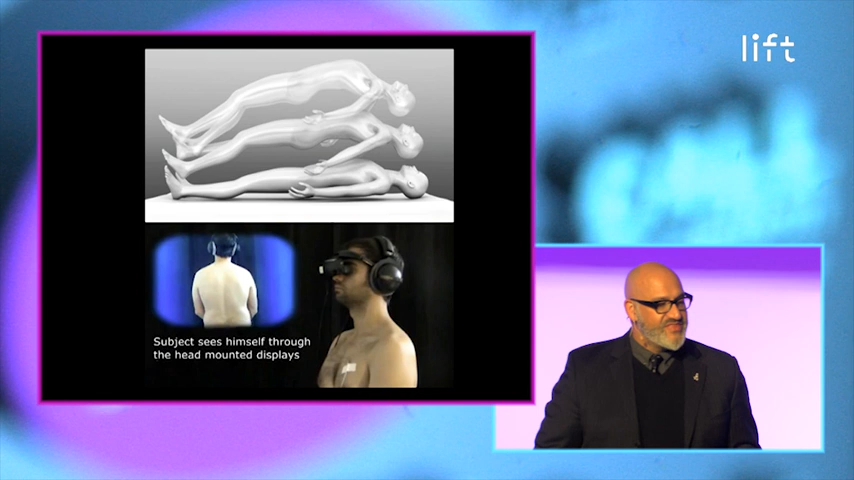 lift
Subject sees himself through
the head mounted displays